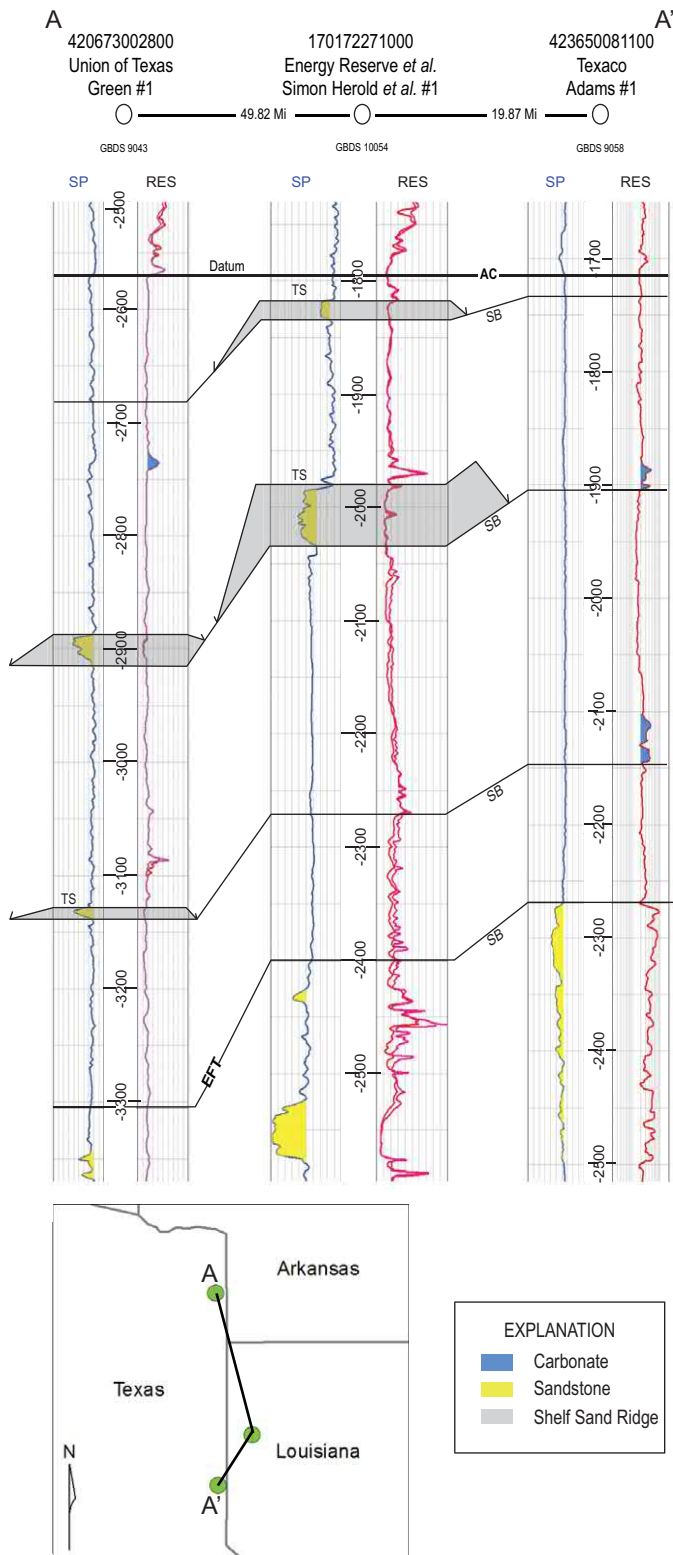 A A'
420673002800 170172271000 423650081100
Union of Texas Energy Reserve et al. Texaco
Green #1 Simon Herold et al. #1 Adams #1
49.82 Mi 19.87 Mi
GBDS 9043 GBDS 10054 GBDS 9058
SP RES SP RES SP RES
-2500
-2600
-2700
-2800
-2900
-3000
-3100
-3200
-3300
TS
EFT
Datum
AC
-1800
-1900
-2000
-2100
-2200
-2300
-2400
-2500
TS
TS
SB
SB
SB
SB
-1700
-1800
-1900
-2000
-2100
-2200
-2300
-2400
-2500
A
Arkansas
Texas
Louisiana
N
A'
EXPLANATION
Carbonate
Sandstone
Shelf Sand Ridge